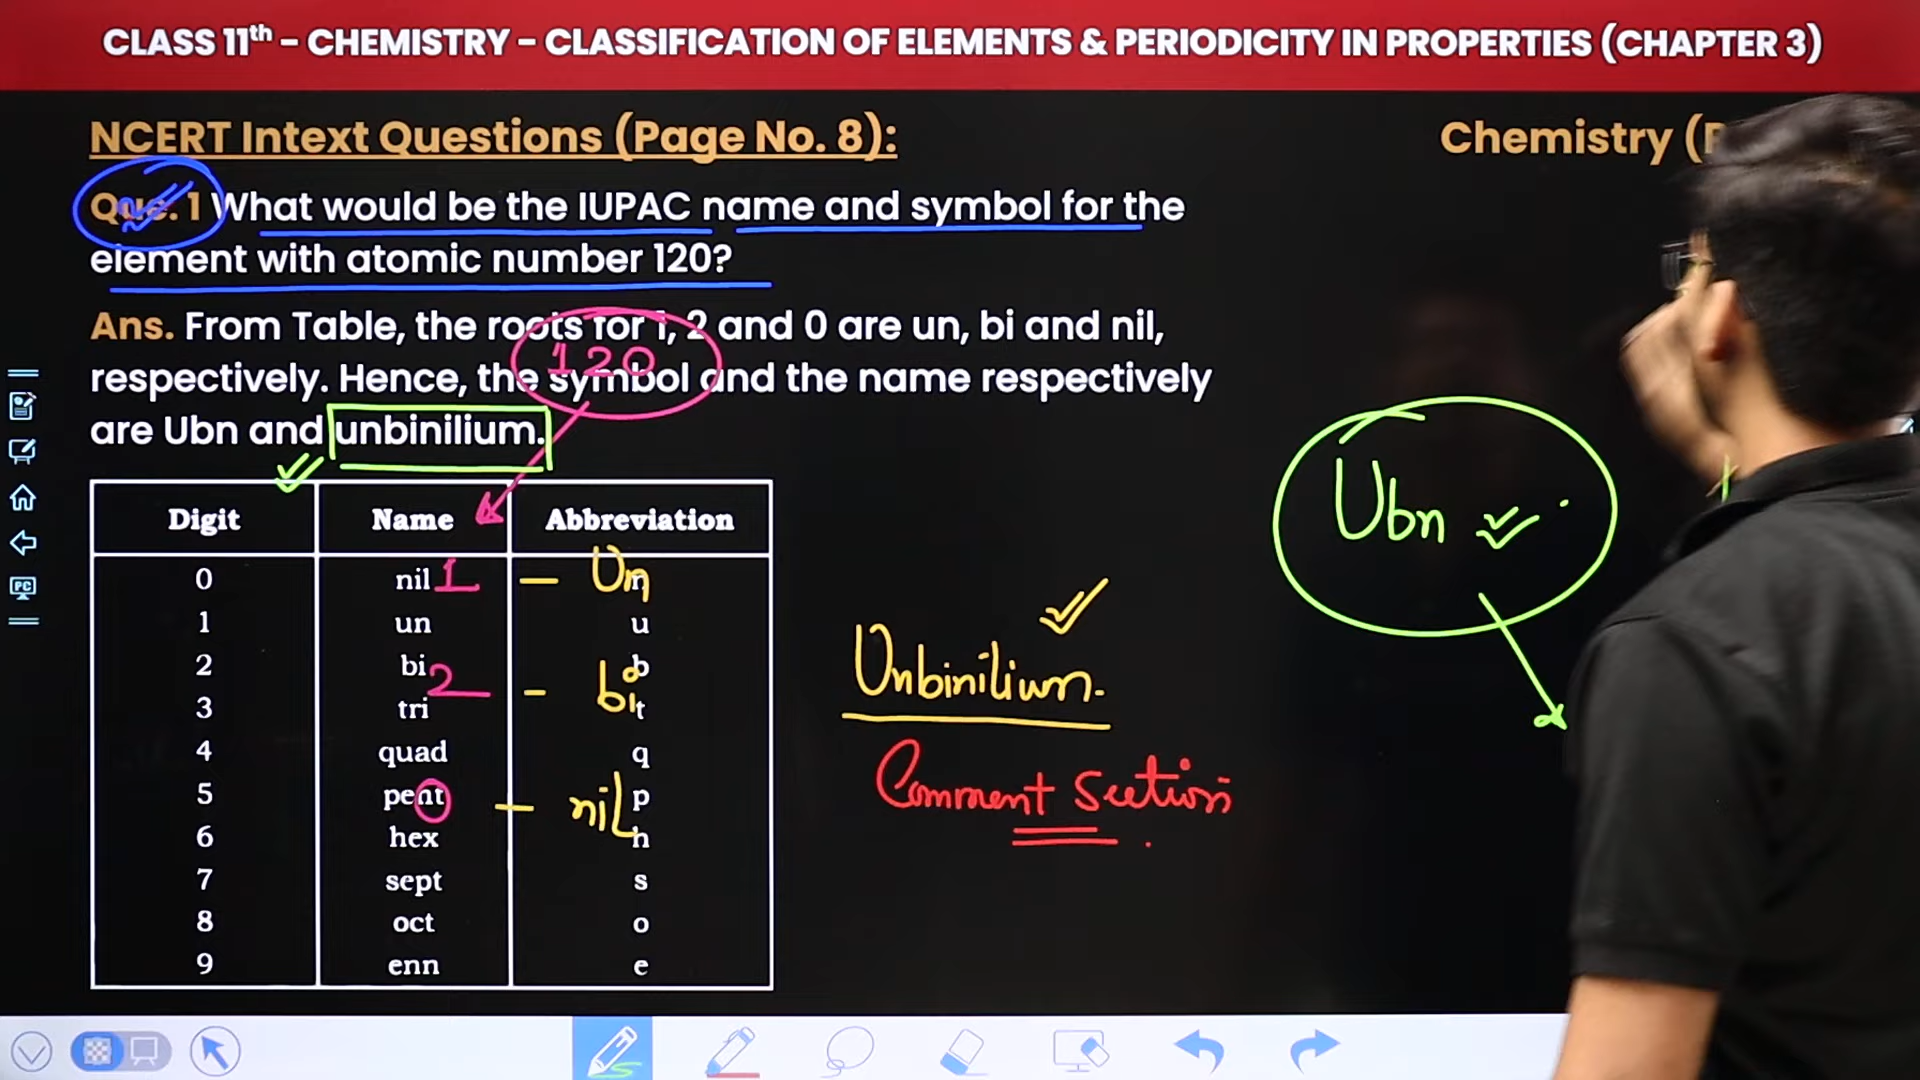 CLASS 11th - CHEMISTRY - CLASSIFICATION OF ELEMENTS & PERIODICITY IN PROPERTIES (CHAPTER 3)
NCERT Intext Questions (Page No. 8):
Chemistry (
Que. 1 What would be the IUPAC name and symbol for the
element with atomic number 120?
Ans. From Table, the roots for 1, 2 and 0 are un, bi and nil,
120
respectively. Hence, the symbol and the name respectively
are Ubn and unbinilium.
Digit Name Abbreviation
0 nil n
1 un u
2 bi b
3 tri t
4 quad q
5 pent p
6 hex h
7 sept s
8 oct o
9 enn e
1 – Un
2 – bi
– nil
Unbinilium.
Comment Section
Ubn
PC